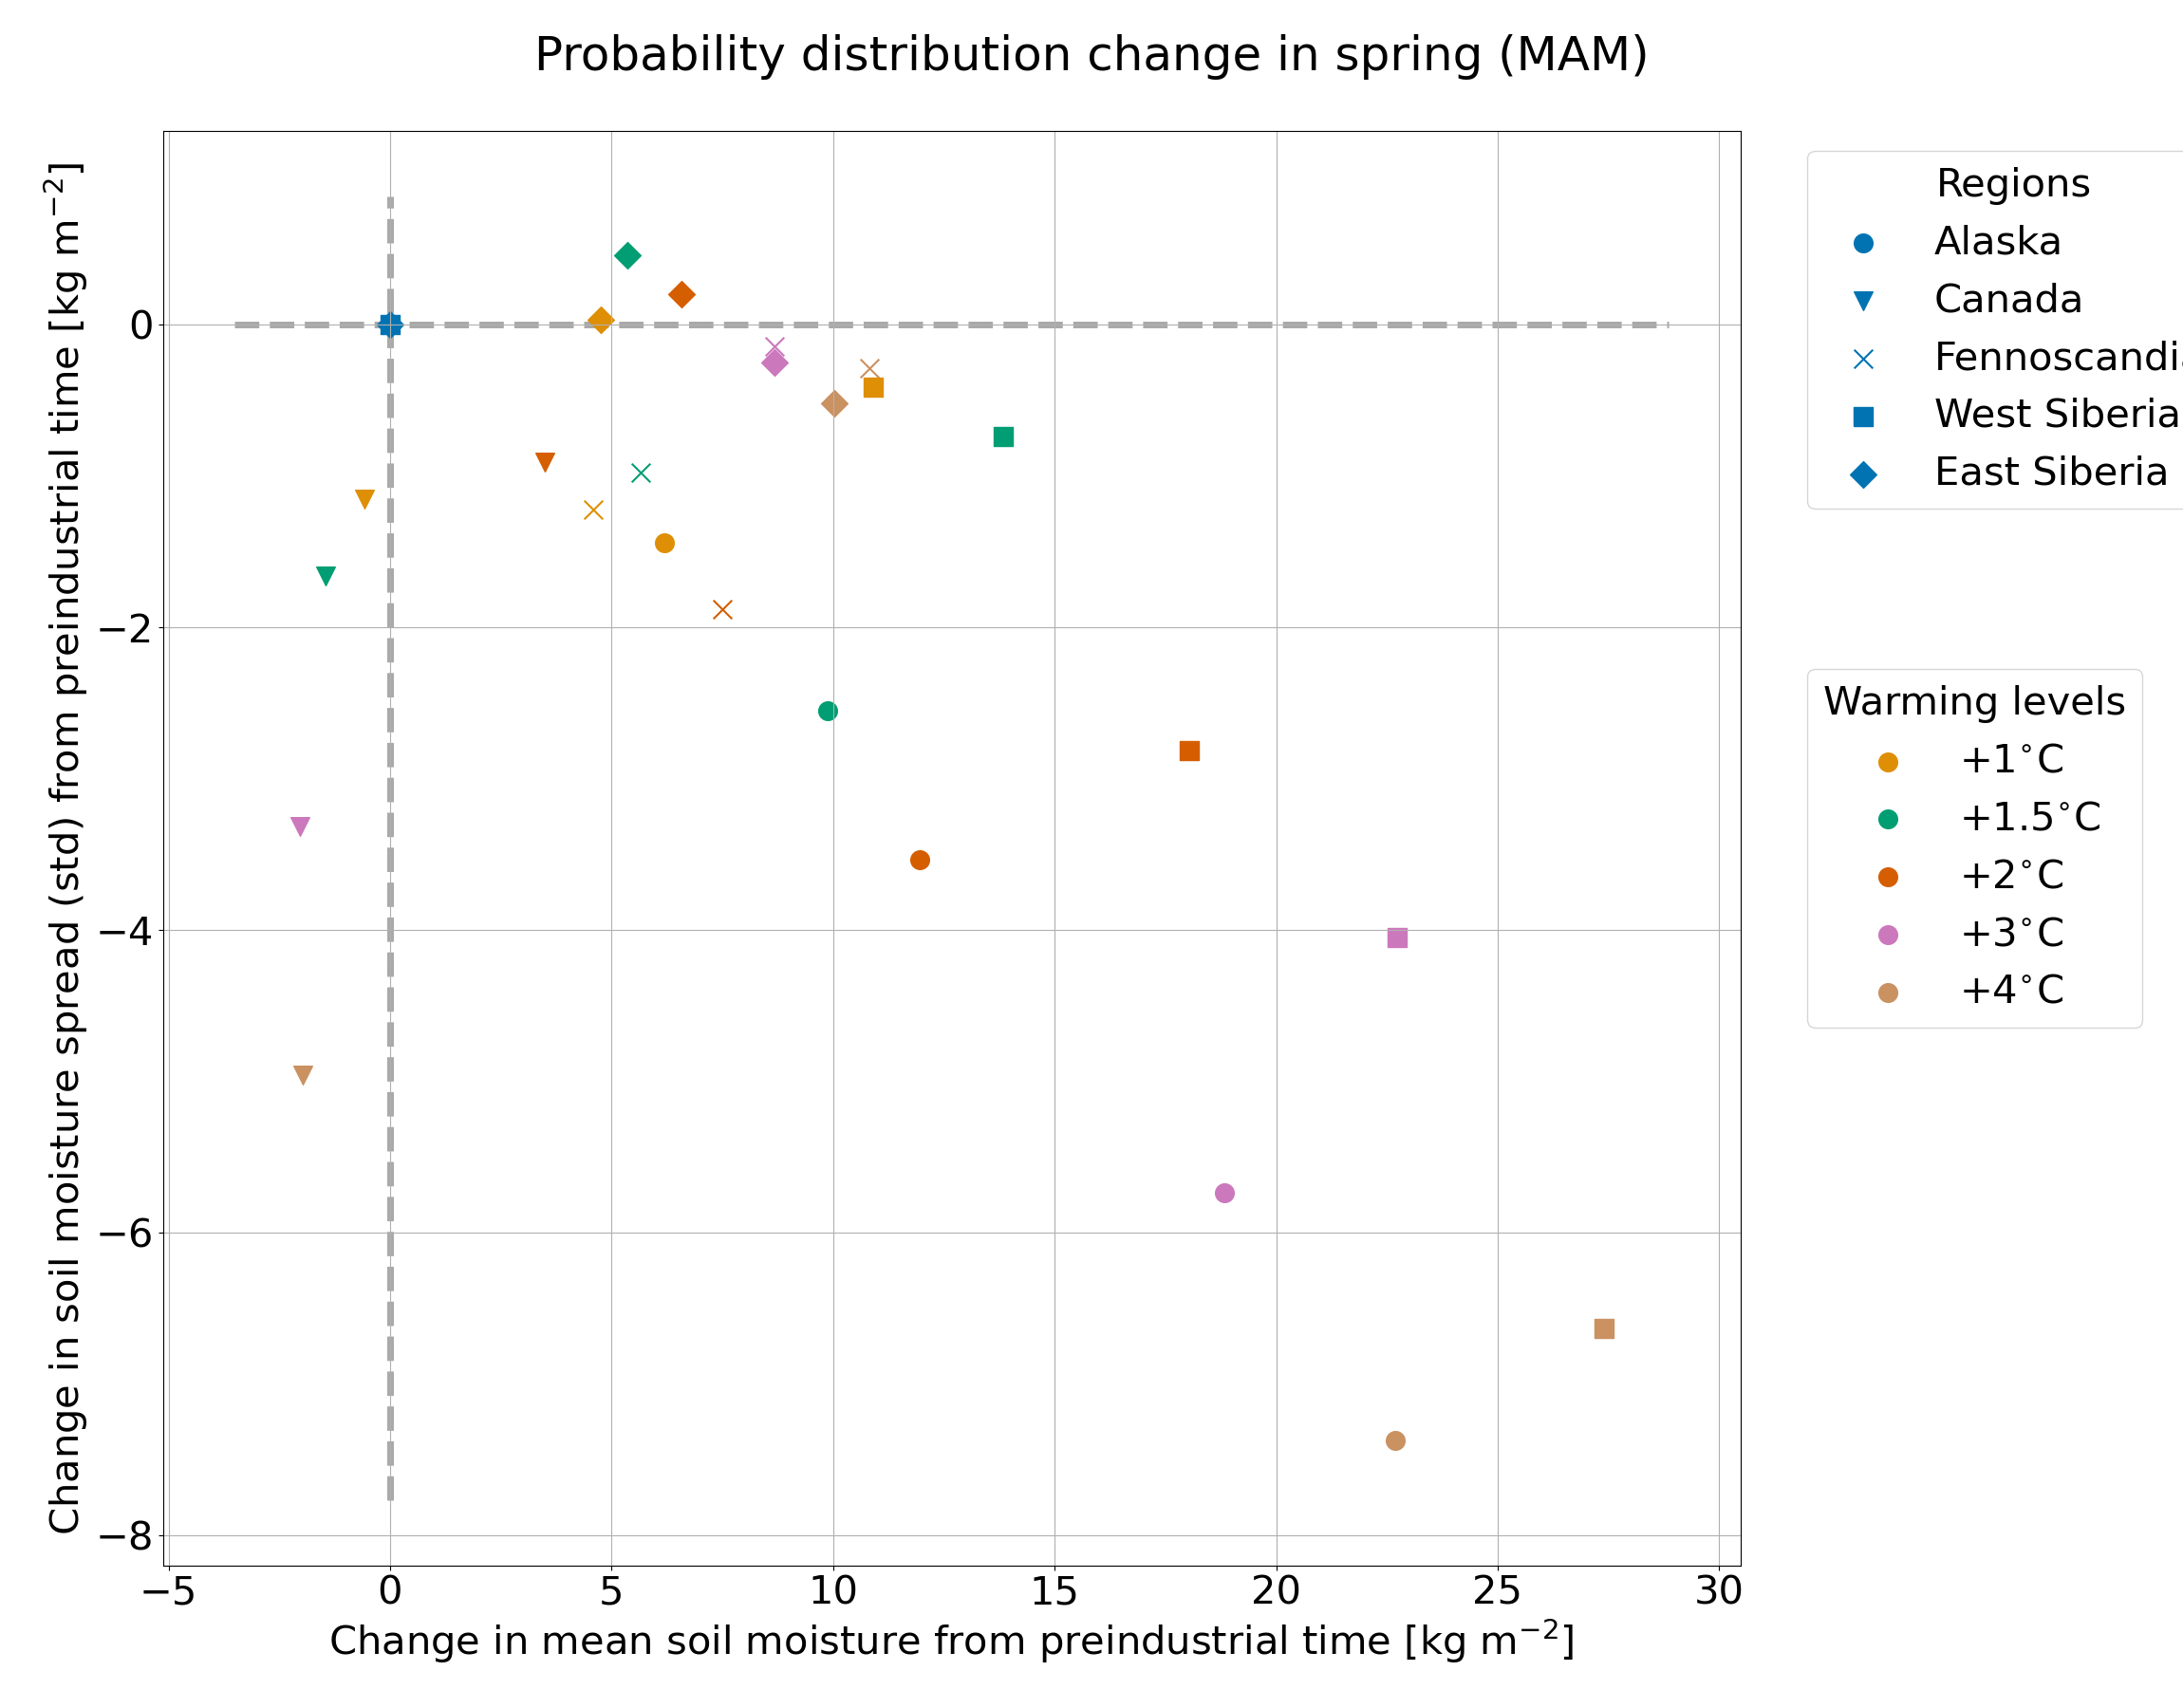 Probability distribution change in spring (MAM)
Change in soil moisture spread (std) from preindustrial time [kg m⁻²]
0
−2
−4
−6
−8
−5 0 5 10 15 20 25 30
Change in mean soil moisture from preindustrial time [kg m⁻²]
Regions
Alaska
Canada
Fennoscandia
West Siberia
East Siberia
Warming levels
+1°C
+1.5°C
+2°C
+3°C
+4°C